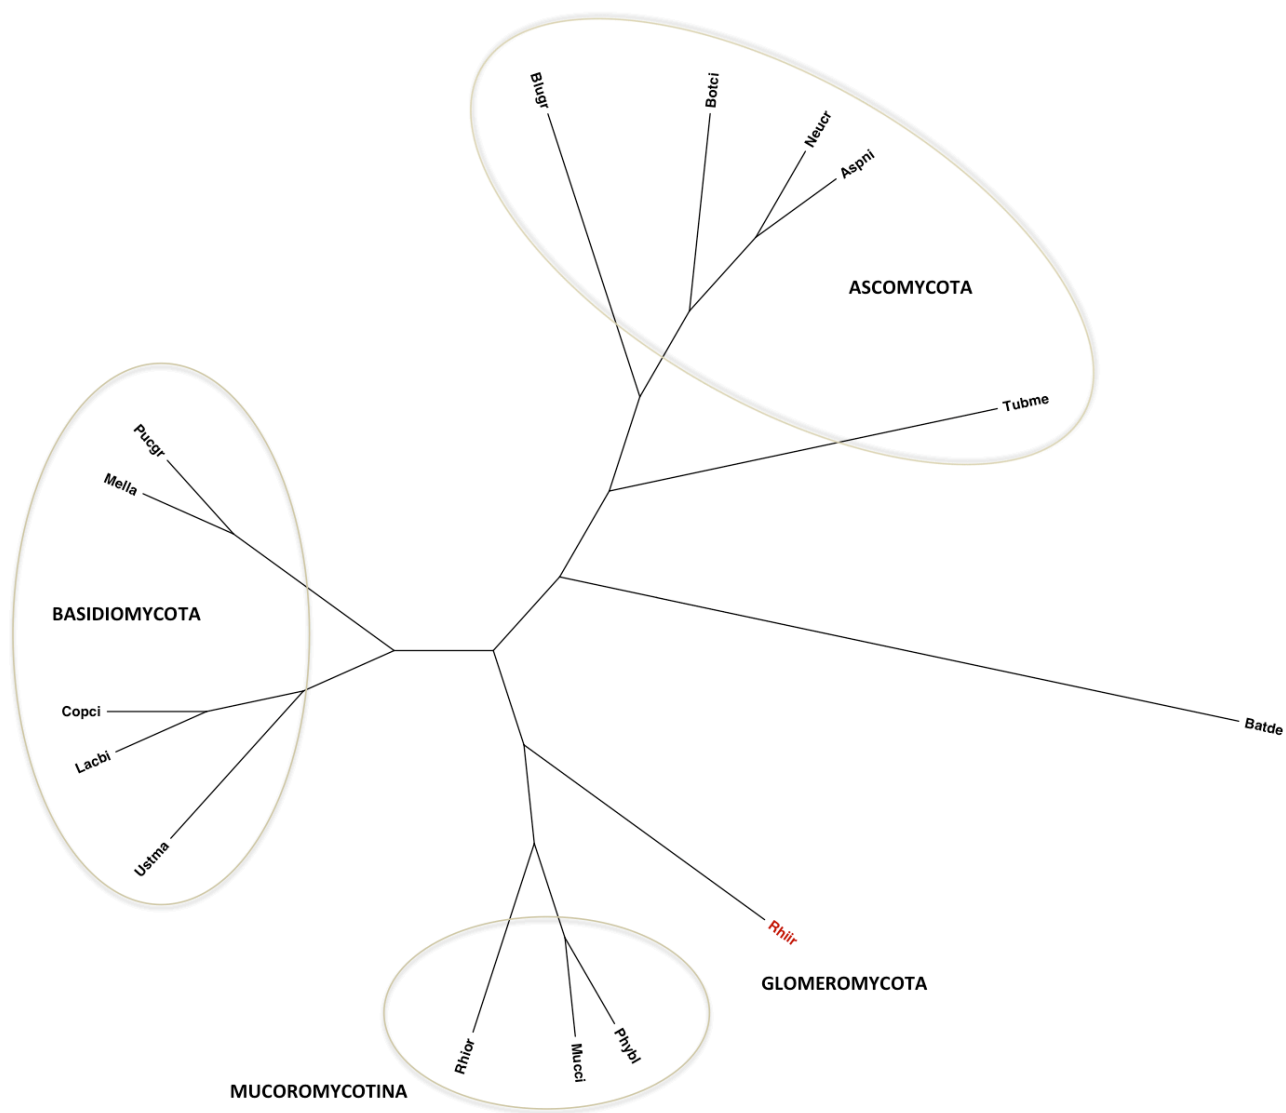 Blugr
Botci
Neucr
Aspni
ASCOMYCOTA
Tubme
Pucgr
Mella
BASIDIOMYCOTA
Copci
Lacbi
Ustma
Batde
Rhiir
GLOMEROMYCOTA
Rhior
Mucci
Phybl
MUCOROMYCOTINA